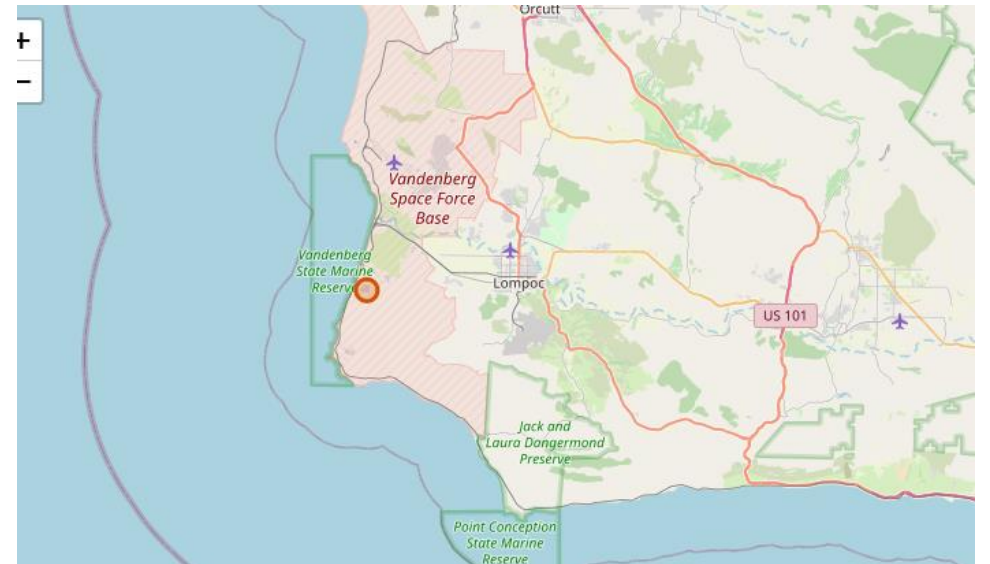 Orcutt
+
−
Vandenberg
Space Force
Base
Vandenberg
State Marine
Reserve
Lompoc
US 101
Jack and
Laura Dangermond
Preserve
Point Conception
State Marine
Reserve